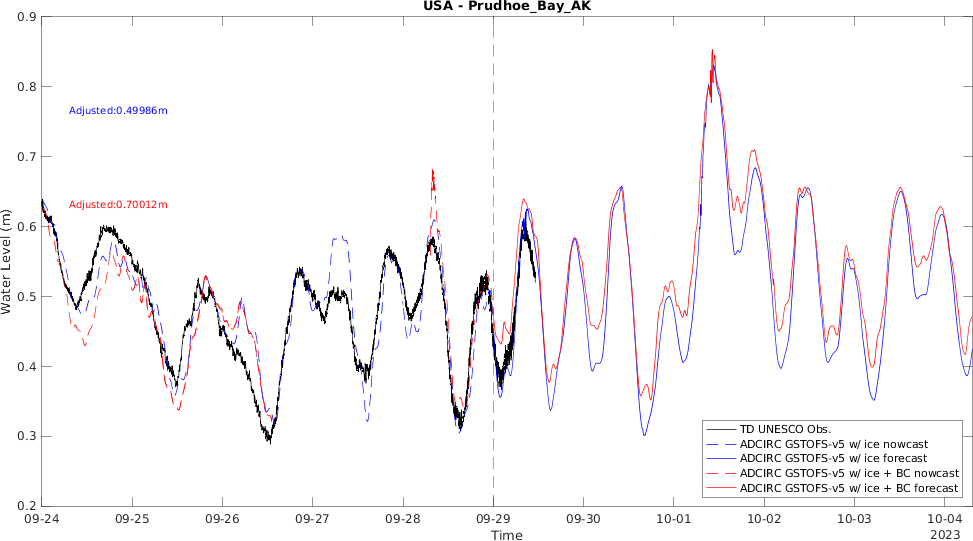 USA - Prudhoe_Bay_AK
0.9
0.8
0.7
0.6
0.5
0.4
0.3
0.2
Water Level (m)
Adjusted:0.49986m
Adjusted:0.70012m
TD UNESCO Obs.
ADCIRC GSTOFS-v5 w/ ice nowcast
ADCIRC GSTOFS-v5 w/ ice forecast
ADCIRC GSTOFS-v5 w/ ice + BC nowcast
ADCIRC GSTOFS-v5 w/ ice + BC forecast
09-24 09-25 09-26 09-27 09-28 09-29 09-30 10-01 10-02 10-03 10-04
2023
Time